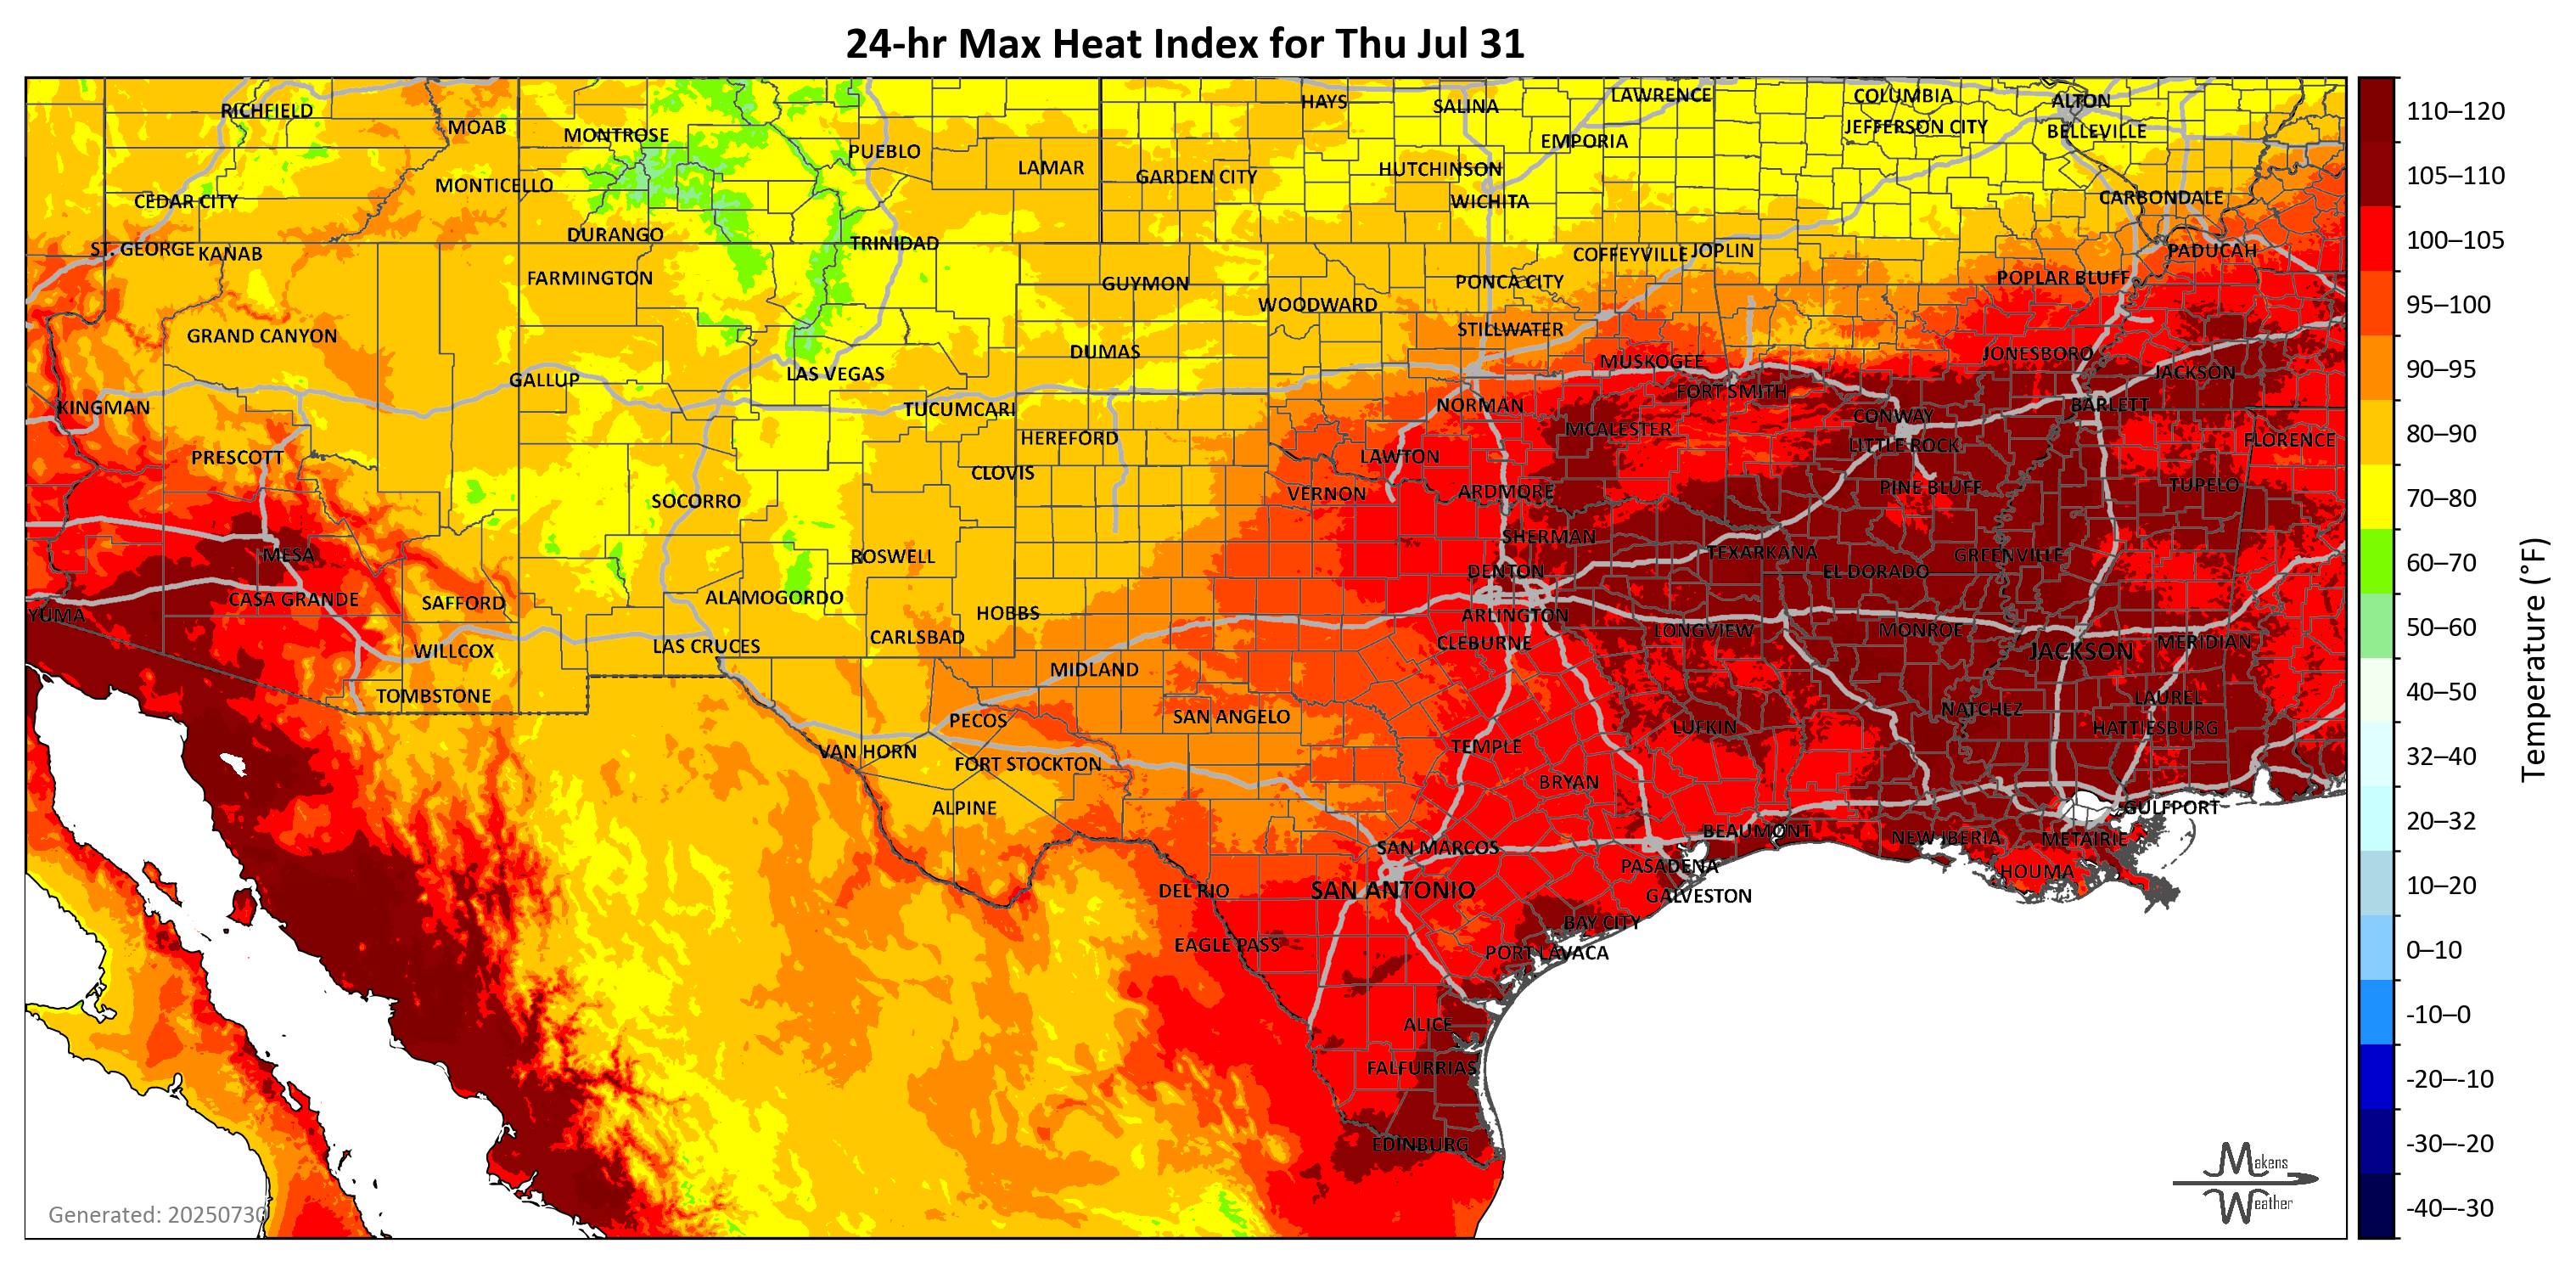 24-hr Max Heat Index for Thu Jul 31
RICHFIELD
MOAB
MONTROSE
PUEBLO
LAMAR
HAYS
SALINA
LAWRENCE
COLUMBIA
ALTON
EMPORIA
JEFFERSON CITY
BELLEVILLE
MONTICELLO
GARDEN CITY
HUTCHINSON
CEDAR CITY
WICHITA
CARBONDALE
DURANGO
TRINIDAD
ST. GEORGE
KANAB
COFFEYVILLE
JOPLIN
PADUCAH
FARMINGTON
GUYMON
PONCA CITY
POPLAR BLUFF
WOODWARD
GRAND CANYON
STILLWATER
DUMAS
MUSKOGEE
JONESBORO
GALLUP
LAS VEGAS
FORT SMITH
JACKSON
KINGMAN
TUCUMCARI
NORMAN
CONWAY
BARLETT
HEREFORD
MCALESTER
LITTLE ROCK
FLORENCE
PRESCOTT
CLOVIS
LAWTON
SOCORRO
VERNON
ARDMORE
PINE BLUFF
TUPELO
MESA
ROSWELL
SHERMAN
TEXARKANA
GREENVILLE
DENTON
EL DORADO
YUMA
CASA GRANDE
SAFFORD
ALAMOGORDO
HOBBS
ARLINGTON
WILLCOX
LAS CRUCES
CARLSBAD
CLEBURNE
LONGVIEW
MONROE
JACKSON
MERIDIAN
MIDLAND
TOMBSTONE
PECOS
SAN ANGELO
LUFKIN
NATCHEZ
LAUREL
HATTIESBURG
VAN HORN
FORT STOCKTON
TEMPLE
BRYAN
ALPINE
GULFPORT
SAN MARCOS
BEAUMONT
NEW IBERIA
METAIRIE
PASADENA
HOUMA
DEL RIO
SAN ANTONIO
GALVESTON
BAY CITY
EAGLE PASS
PORT LAVACA
ALICE
FALFURRIAS
EDINBURG
Generated: 20250730
Makens
Weather
110–120
105–110
100–105
95–100
90–95
80–90
70–80
60–70
50–60
40–50
32–40
20–32
10–20
0–10
-10–0
-20–-10
-30–-20
-40–-30
Temperature (°F)